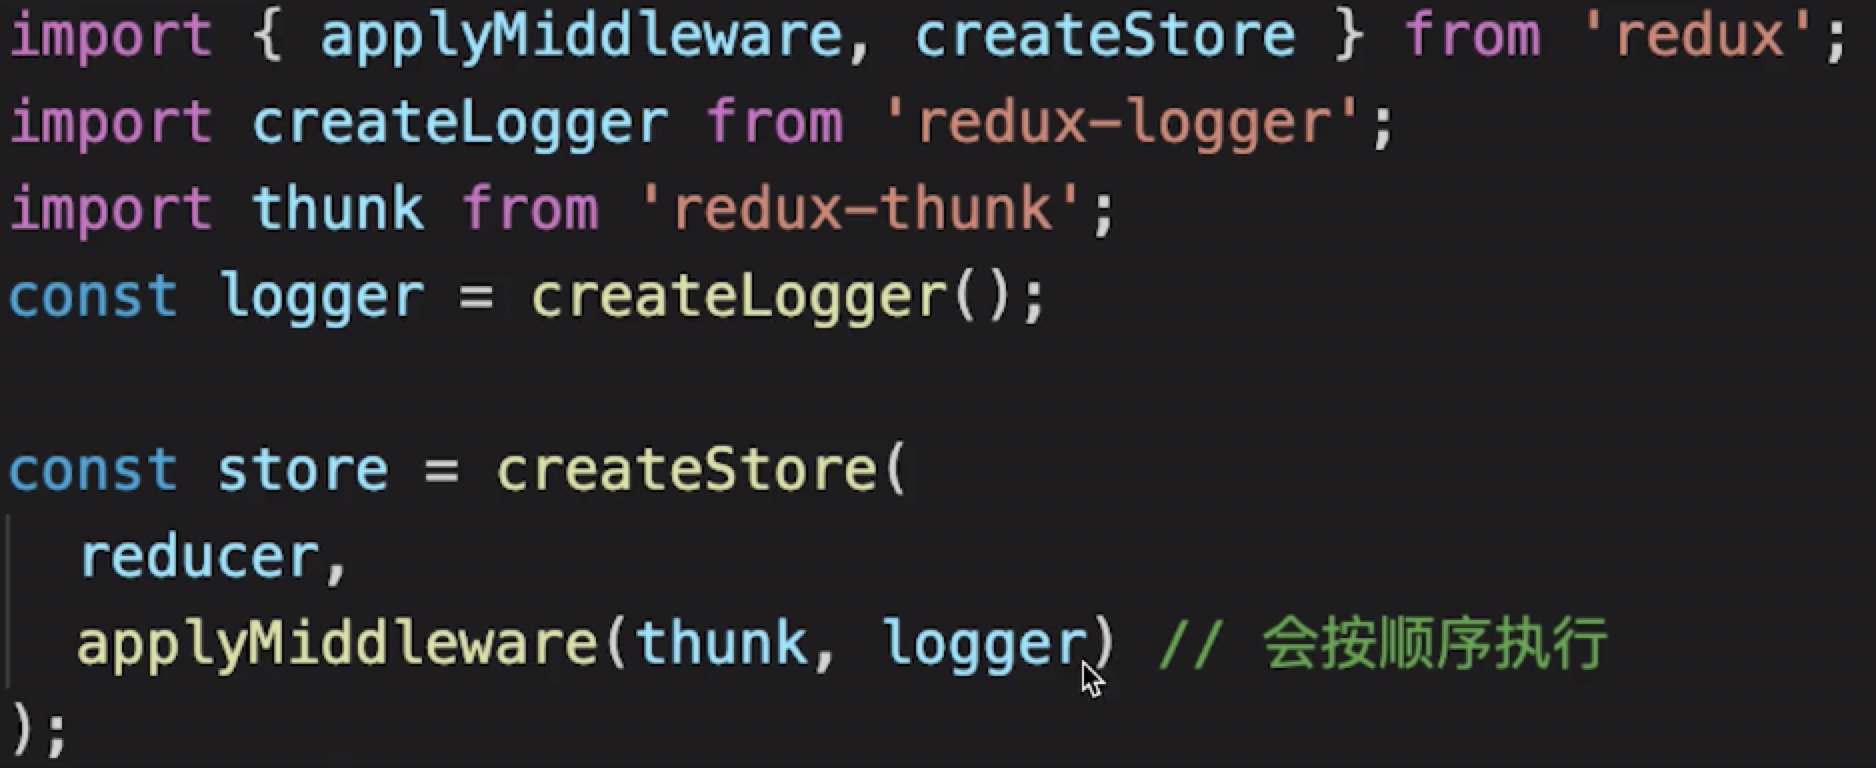 import { applyMiddleware, createStore } from 'redux';
import createLogger from 'redux-logger';
import thunk from 'redux-thunk';
const logger = createLogger();
const store = createStore(
reducer,
applyMiddleware(thunk, logger) // 会按顺序执行
);